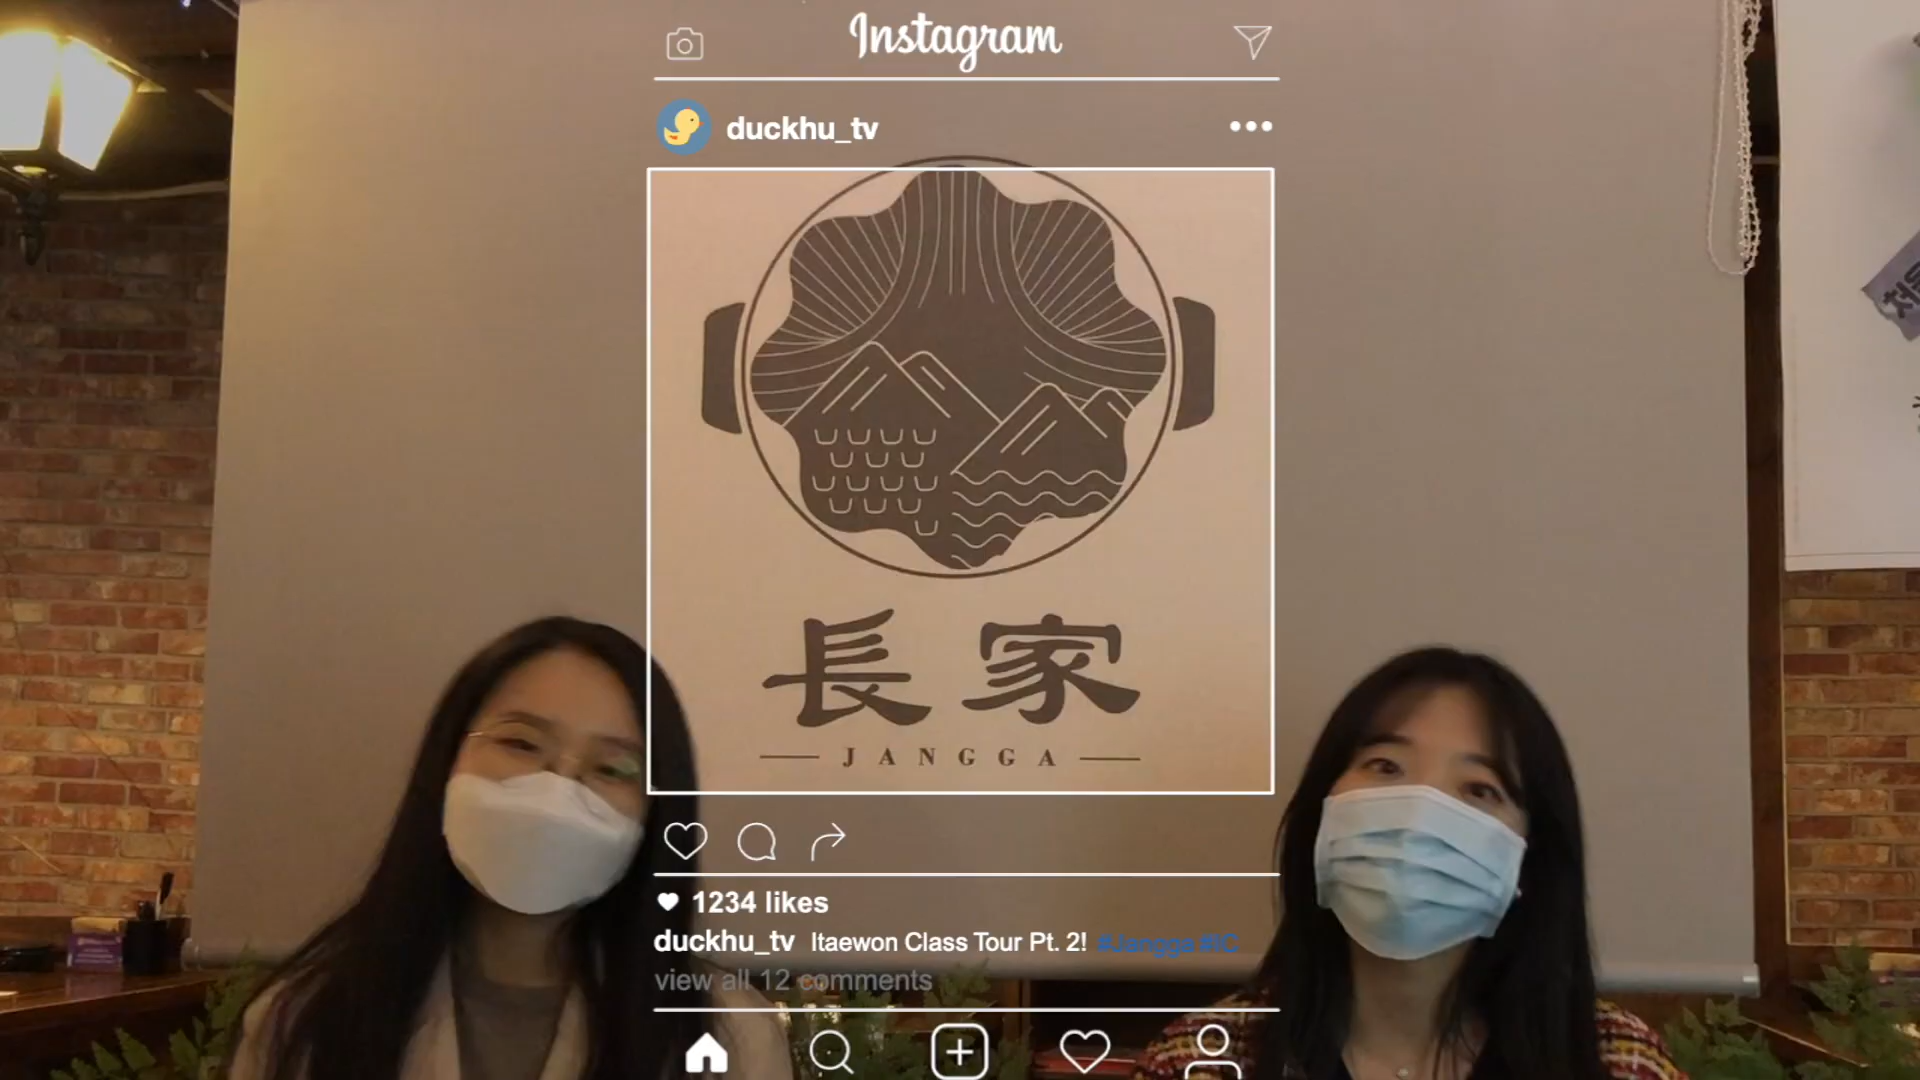 Instagram
duckhu_tv
長家
JANGGA
1234 likes
duckhu_tv Itaewon Class Tour Pt. 2! #Jangga #IC
view all 12 comments